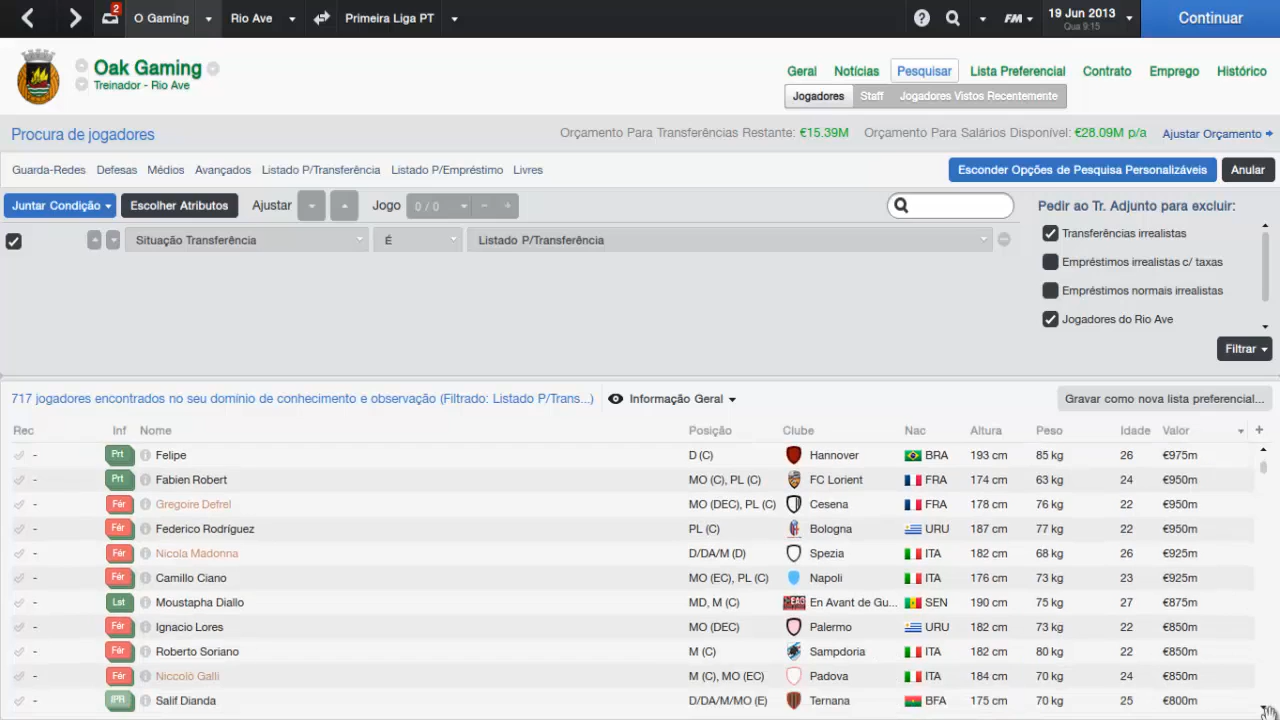 2
O Gaming
Rio Ave
Primeira Liga PT
FM
19 Jun 2013
Qua 9:15
Continuar
Oak Gaming
Treinador - Rio Ave
Geral Notícias Pesquisar Lista Preferencial Contrato Emprego Histórico
Jogadores Staff Jogadores Vistos Recentemente
Procura de jogadores
Orçamento Para Transferências Restante: €15.39M Orçamento Para Salários Disponível: €28.09M p/a Ajustar Orçamento
Guarda-Redes Defesas Médios Avançados Listado P/Transferência Listado P/Empréstimo Livres
Esconder Opções de Pesquisa Personalizáveis Anular
Juntar Condição Escolher Atributos Ajustar Jogo 0 / 0 - +
Pedir ao Tr. Adjunto para excluir:
Situação Transferência É Listado P/Transferência
Transferências irrealistas
Empréstimos irrealistas c/ taxas
Empréstimos normais irrealistas
Jogadores do Rio Ave
Filtrar
717 jogadores encontrados no seu domínio de conhecimento e observação (Filtrado: Listado P/Trans...) Informação Geral Gravar como nova lista preferencial...
Rec Inf Nome Posição Clube Nac Altura Peso Idade Valor +
- Prt Felipe D (C) Hannover BRA 193 cm 85 kg 26 €975m
- Prt Fabien Robert MO (C), PL (C) FC Lorient FRA 174 cm 63 kg 24 €950m
- Fér Gregoire Defrel MO (DEC), PL (C) Cesena FRA 178 cm 76 kg 22 €950m
- Fér Federico Rodríguez PL (C) Bologna URU 187 cm 77 kg 22 €950m
- Fér Nicola Madonna D/DA/M (D) Spezia ITA 182 cm 68 kg 26 €925m
- Fér Camillo Ciano MO (EC), PL (C) Napoli ITA 176 cm 73 kg 23 €925m
- Lst Moustapha Diallo MD, M (C) En Avant de Gu... SEN 190 cm 75 kg 27 €875m
- Fér Ignacio Lores MO (DEC) Palermo URU 182 cm 73 kg 22 €850m
- Fér Roberto Soriano M (C) Sampdoria ITA 182 cm 80 kg 22 €850m
- Fér Niccolò Galli M (C), MO (EC) Padova ITA 184 cm 70 kg 24 €850m
- IPR Salif Dianda D/DA/M/MO (E) Ternana BFA 175 cm 70 kg 25 €800m